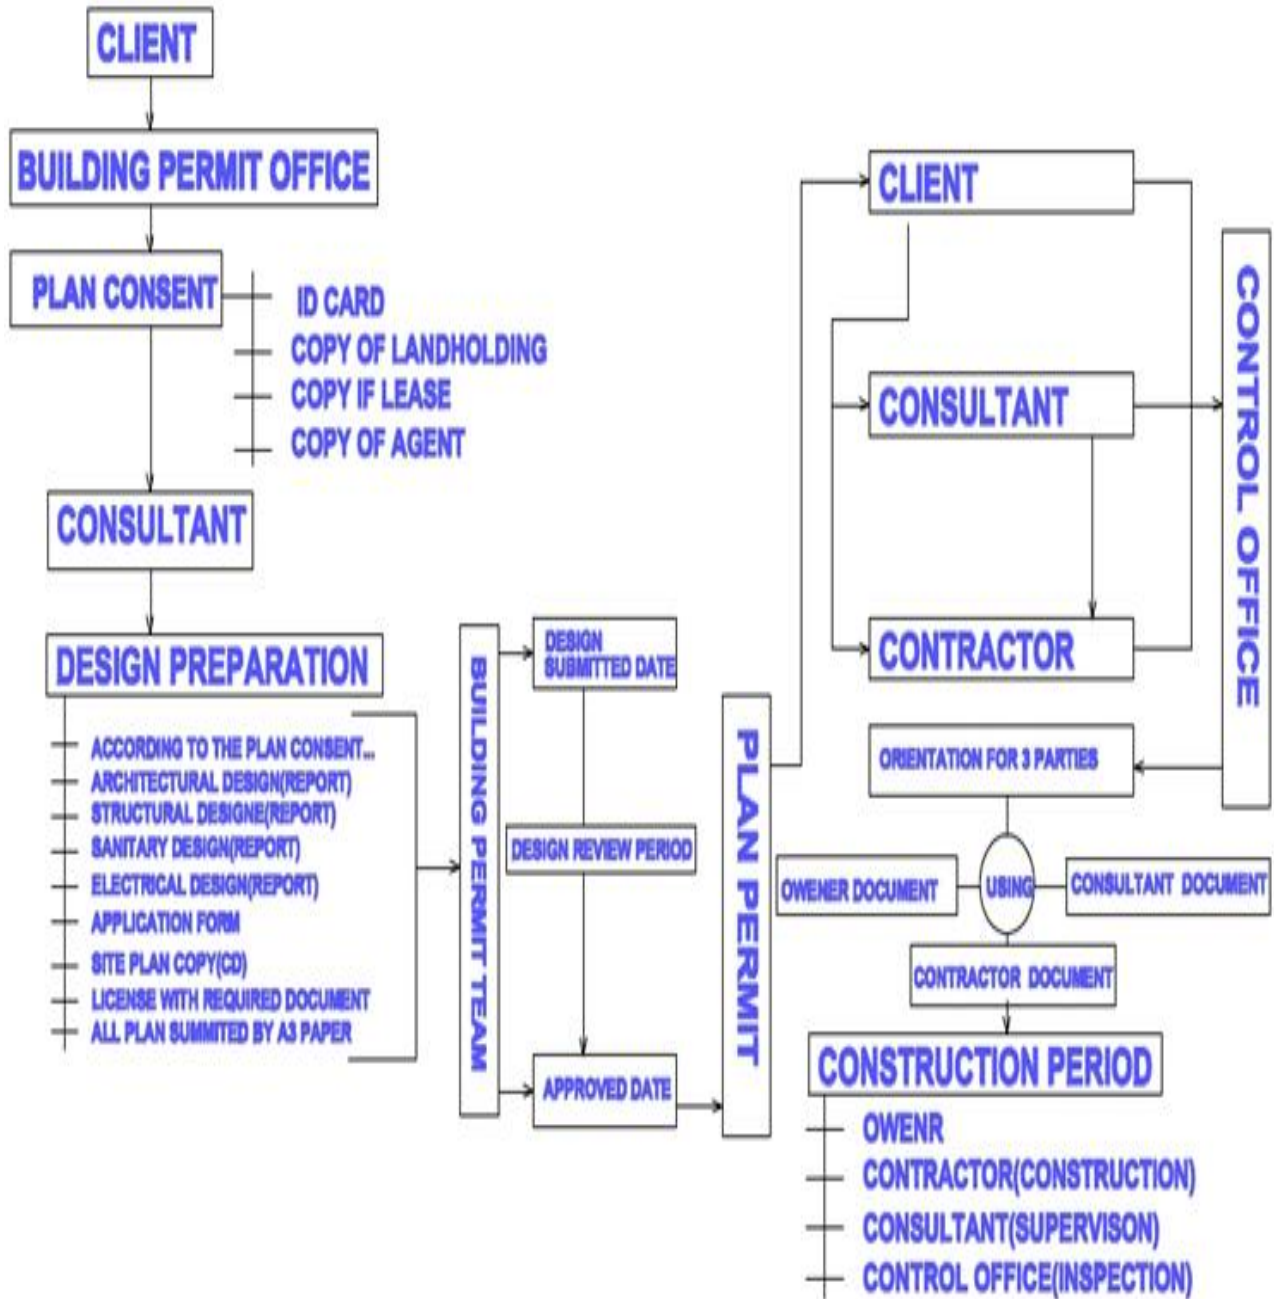 CLIENT
BUILDING PERMIT OFFICE
PLAN CONSENT
ID CARD
COPY OF LANDHOLDING
COPY IF LEASE
COPY OF AGENT
CONSULTANT
DESIGN PREPARATION
ACCORDING TO THE PLAN CONSENT...
ARCHITECTURAL DESIGN(REPORT)
STRUCTURAL DESIGNE(REPORT)
SANITARY DESIGN(REPORT)
ELECTRICAL DESIGN(REPORT)
APPLICATION FORM
SITE PLAN COPY(CD)
LICENSE WITH REQUIRED DOCUMENT
ALL PLAN SUMMITED BY A3 PAPER
BUILDING PERMIT TEAM
DESIGN
SUBMITTED DATE
DESIGN REVIEW PERIOD
APPROVED DATE
PLAN PERMIT
CLIENT
CONSULTANT
CONTRACTOR
CONTROL OFFICE
ORIENTATION FOR 3 PARTIES
OWENER DOCUMENT
USING
CONSULTANT DOCUMENT
CONTRACTOR DOCUMENT
CONSTRUCTION PERIOD
OWENR
CONTRACTOR(CONSTRUCTION)
CONSULTANT(SUPERVISON)
CONTROL OFFICE(INSPECTION)